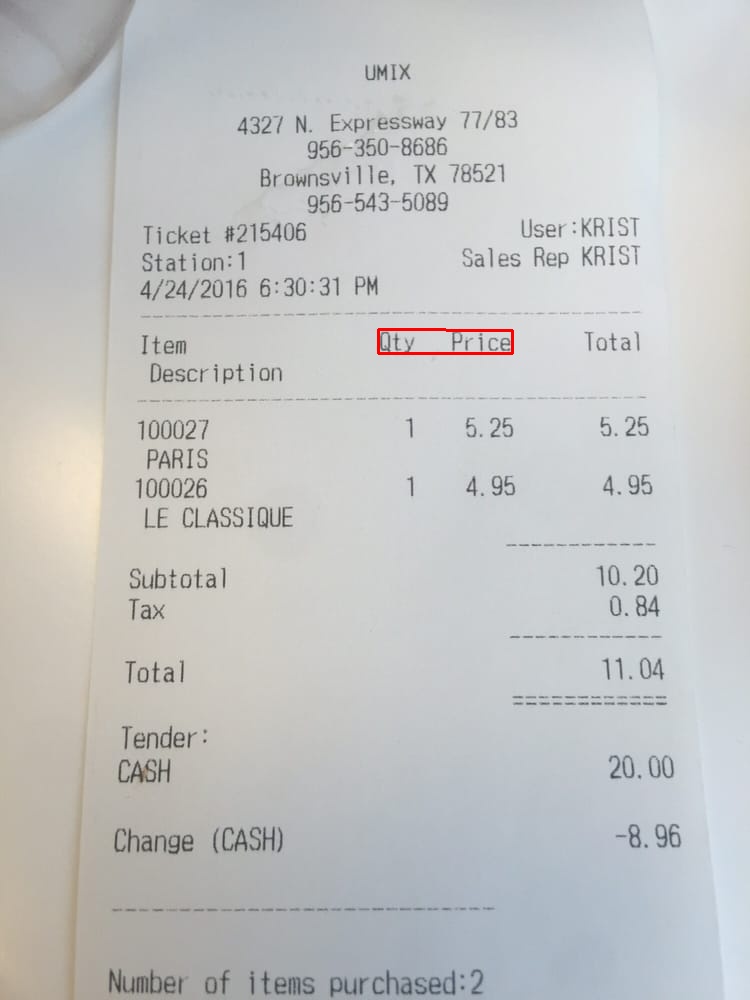 UMIX
4327 N. Expressway 77/83
956-350-8686
Brownsville, TX 78521
956-543-5089
Ticket #215406 User:KRIST
Station:1 Sales Rep KRIST
4/24/2016 6:30:31 PM
Item Qty Price Total
Description
100027 1 5.25 5.25
PARIS
100026 1 4.95 4.95
LE CLASSIQUE
Subtotal 10.20
Tax 0.84
Total 11.04
Tender:
CASH 20.00
Change (CASH) -8.96
Number of items purchased:2